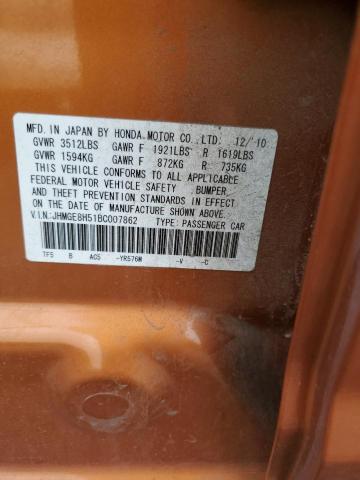 MFD. IN JAPAN BY HONDA MOTOR CO., LTD. 12/10
GVWR 3512LBS GAWR F 1921LBS R 1619LBS
GVWR 1594KG GAWR F 872KG R 735KG
THIS VEHICLE CONFORMS TO ALL APPLICABLE
FEDERAL MOTOR VEHICLE SAFETY BUMPER,
AND THEFT PREVENTION STANDARDS IN EFFECT
ON THE DATE OF MANUFACTURE SHOWN ABOVE.
V.I.N.:JHMGE8H51BC007862 TYPE: PASSENGER CAR
TF5 B AC5 -YR576M -V -C